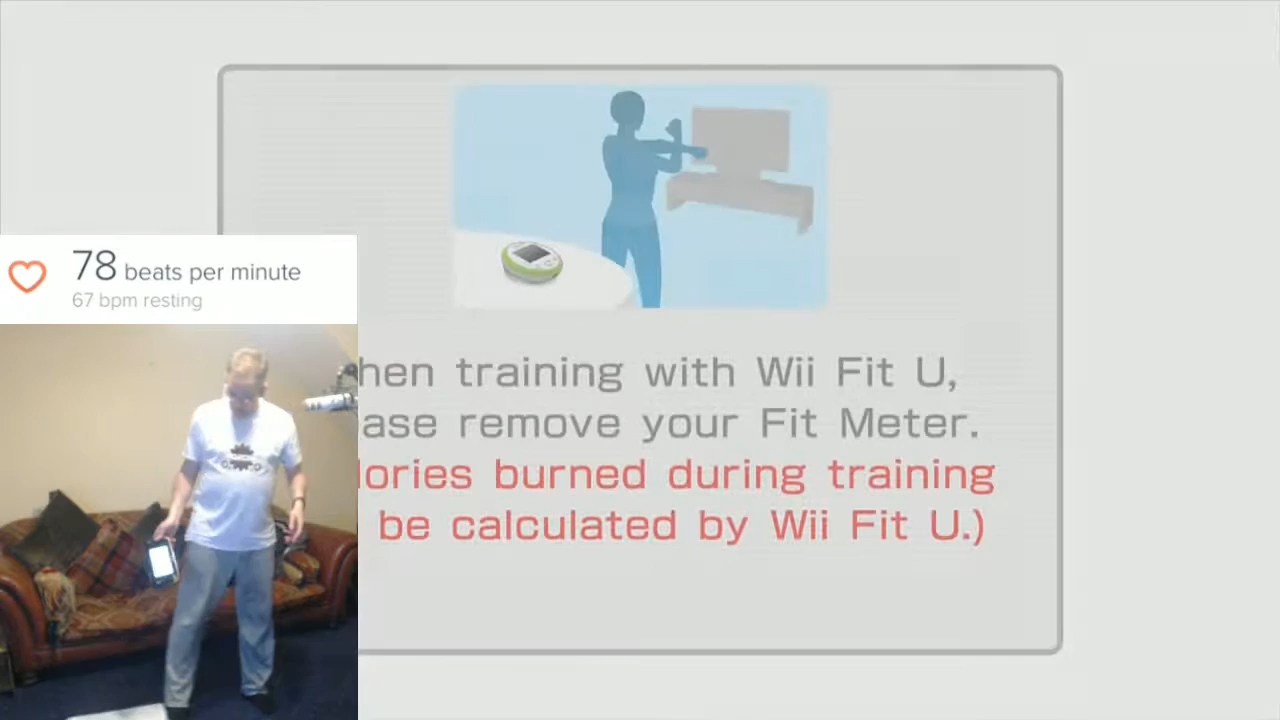 78 beats per minute
67 bpm resting
hen training with Wii Fit U,
ase remove your Fit Meter.
lories burned during training
be calculated by Wii Fit U.)